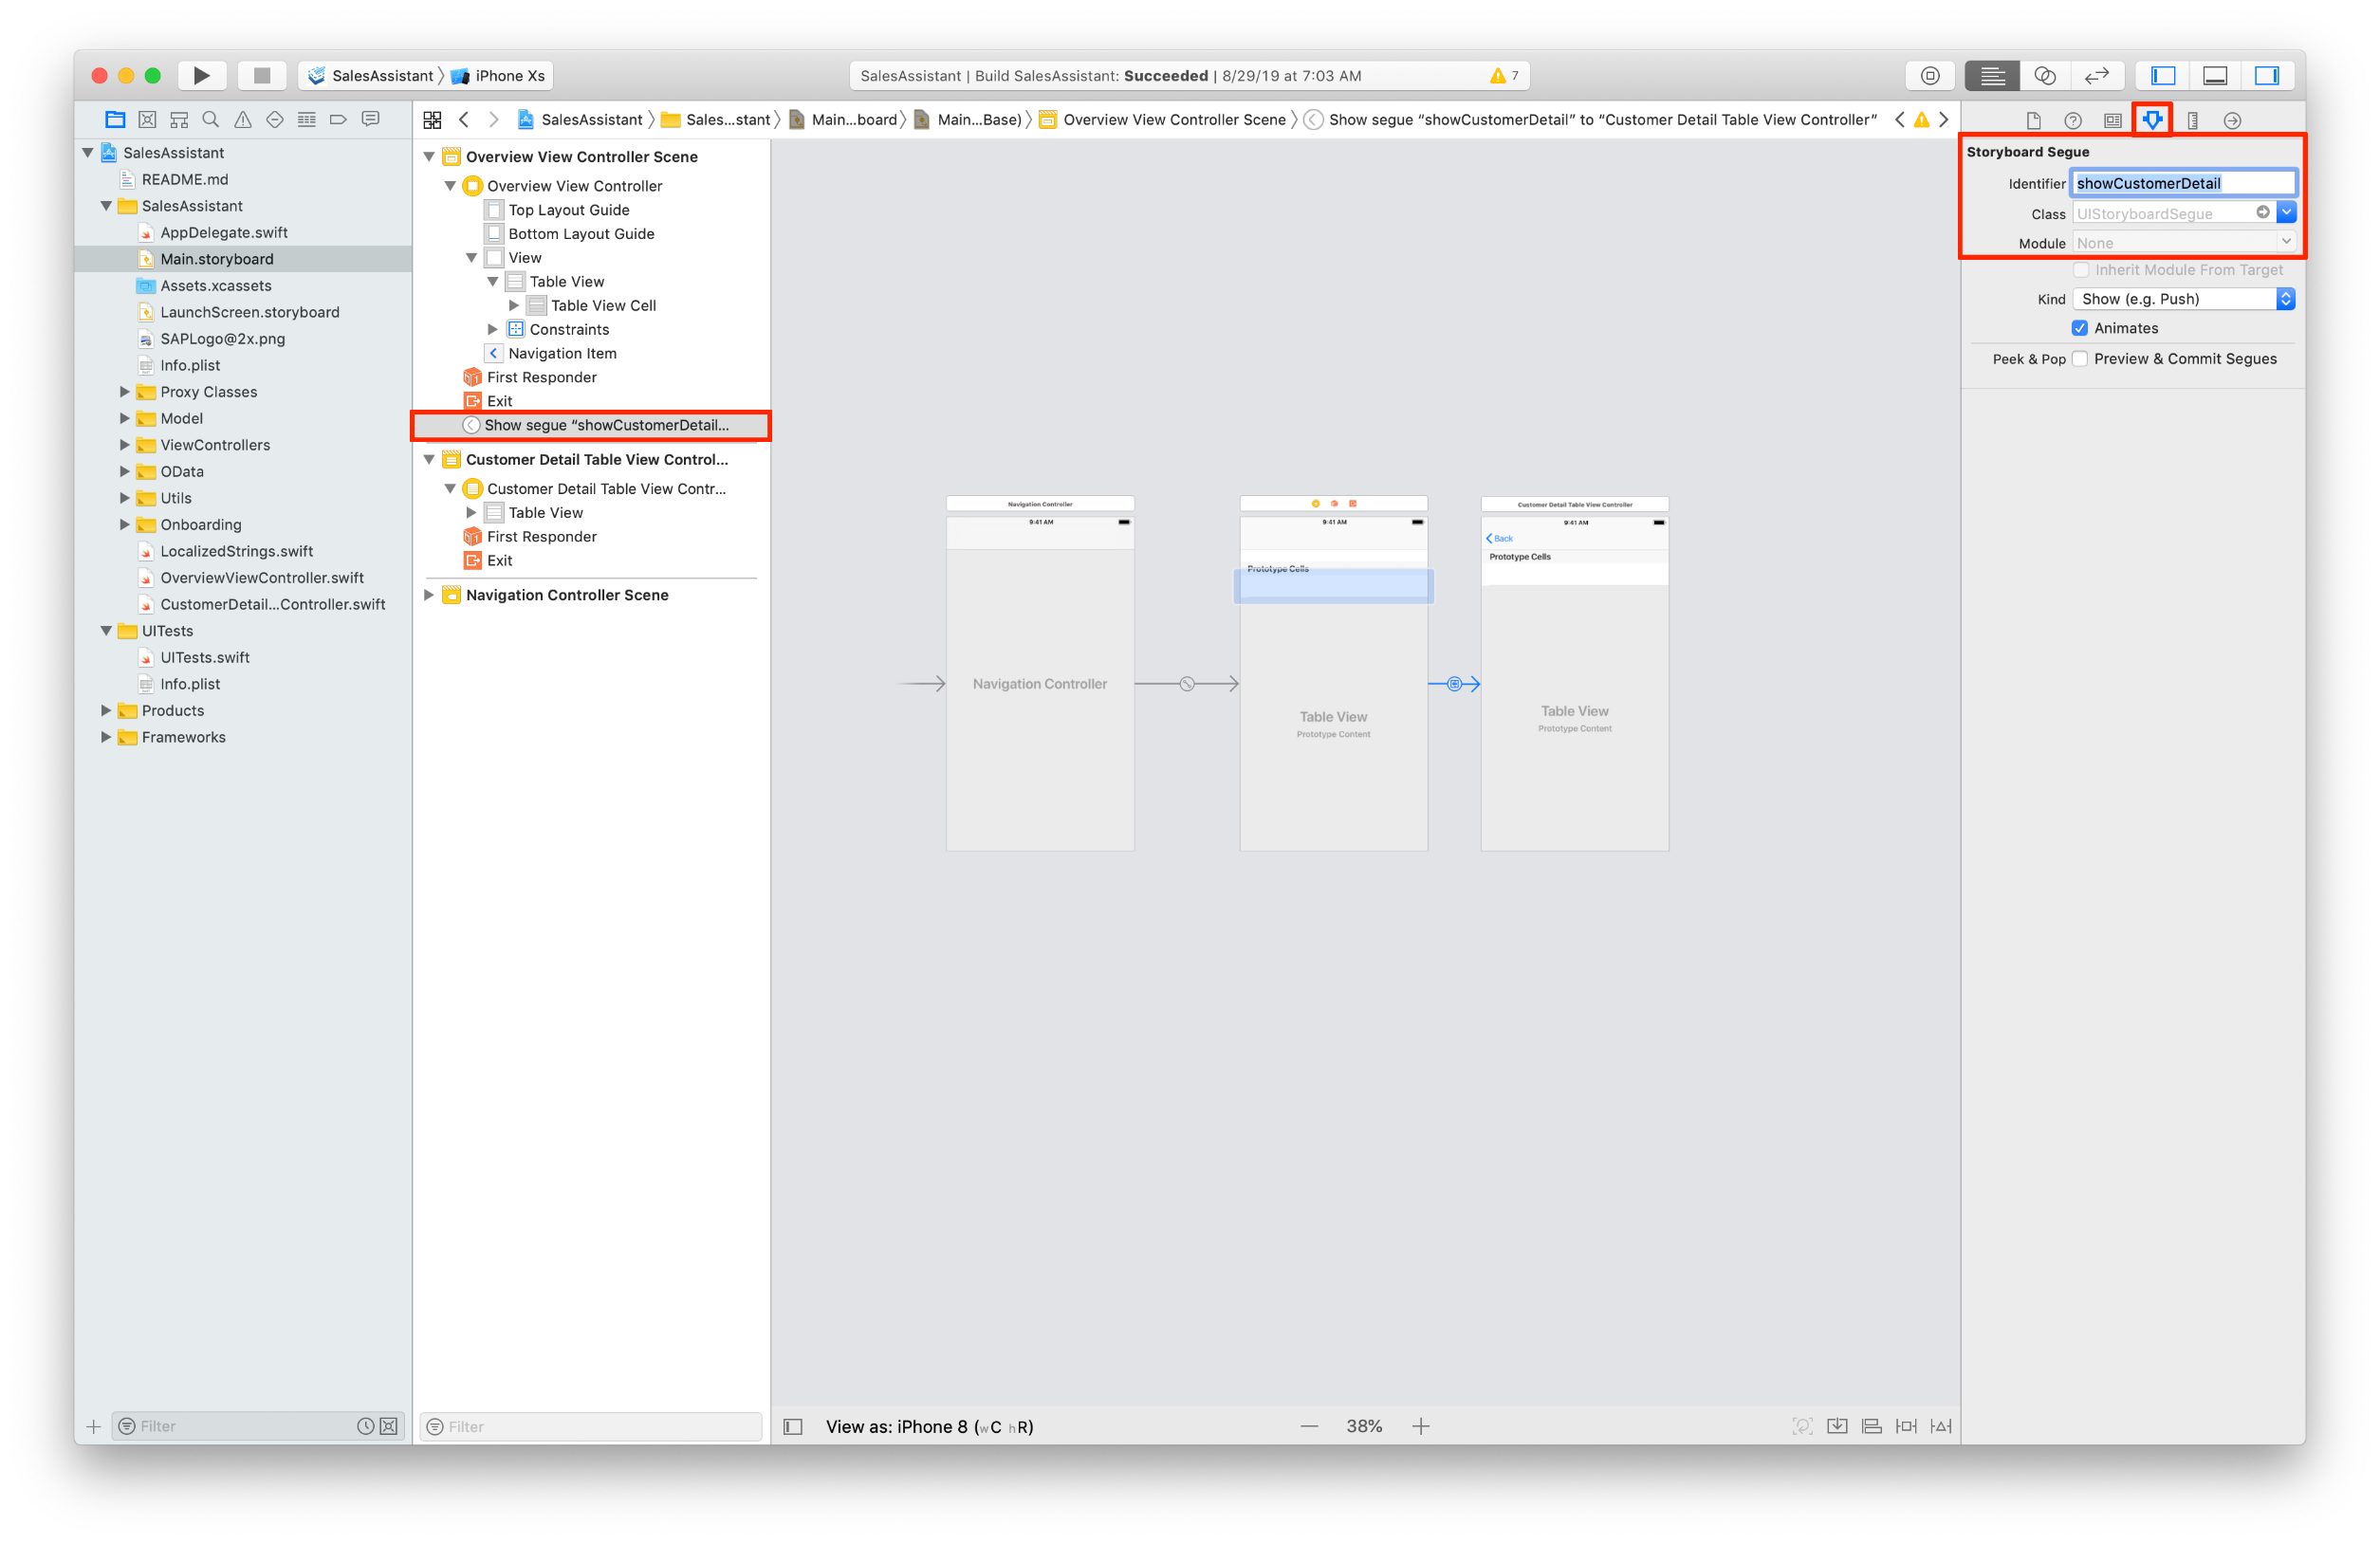 SalesAssistant
iPhone Xs
SalesAssistant | Build SalesAssistant: Succeeded | 8/29/19 at 7:03 AM
7
SalesAssistant
Sales...stant
Main...board
Main...Base)
Overview View Controller Scene
Show segue “showCustomerDetail” to “Customer Detail Table View Controller”
SalesAssistant
README.md
SalesAssistant
AppDelegate.swift
Main.storyboard
Assets.xcassets
LaunchScreen.storyboard
SAPLogo@2x.png
Info.plist
Proxy Classes
Model
ViewControllers
OData
Utils
Onboarding
LocalizedStrings.swift
OverviewViewController.swift
CustomerDetail...Controller.swift
UITests
UITests.swift
Info.plist
Products
Frameworks
Filter
Overview View Controller Scene
Overview View Controller
Top Layout Guide
Bottom Layout Guide
View
Table View
Table View Cell
Constraints
Navigation Item
First Responder
Exit
Show segue “showCustomerDetail...
Customer Detail Table View Control...
Customer Detail Table View Contr...
Table View
First Responder
Exit
Navigation Controller Scene
Filter
Navigation Controller
9:41 AM
Navigation Controller
9:41 AM
Prototype Cells
Table View
Prototype Content
Customer Detail Table View Controller
9:41 AM
Back
Prototype Cells
Table View
Prototype Content
View as: iPhone 8 (wC hR)
38%
Storyboard Segue
Identifier showCustomerDetail
Class UIStoryboardSegue
Module None
Inherit Module From Target
Kind Show (e.g. Push)
Animates
Peek & Pop Preview & Commit Segues